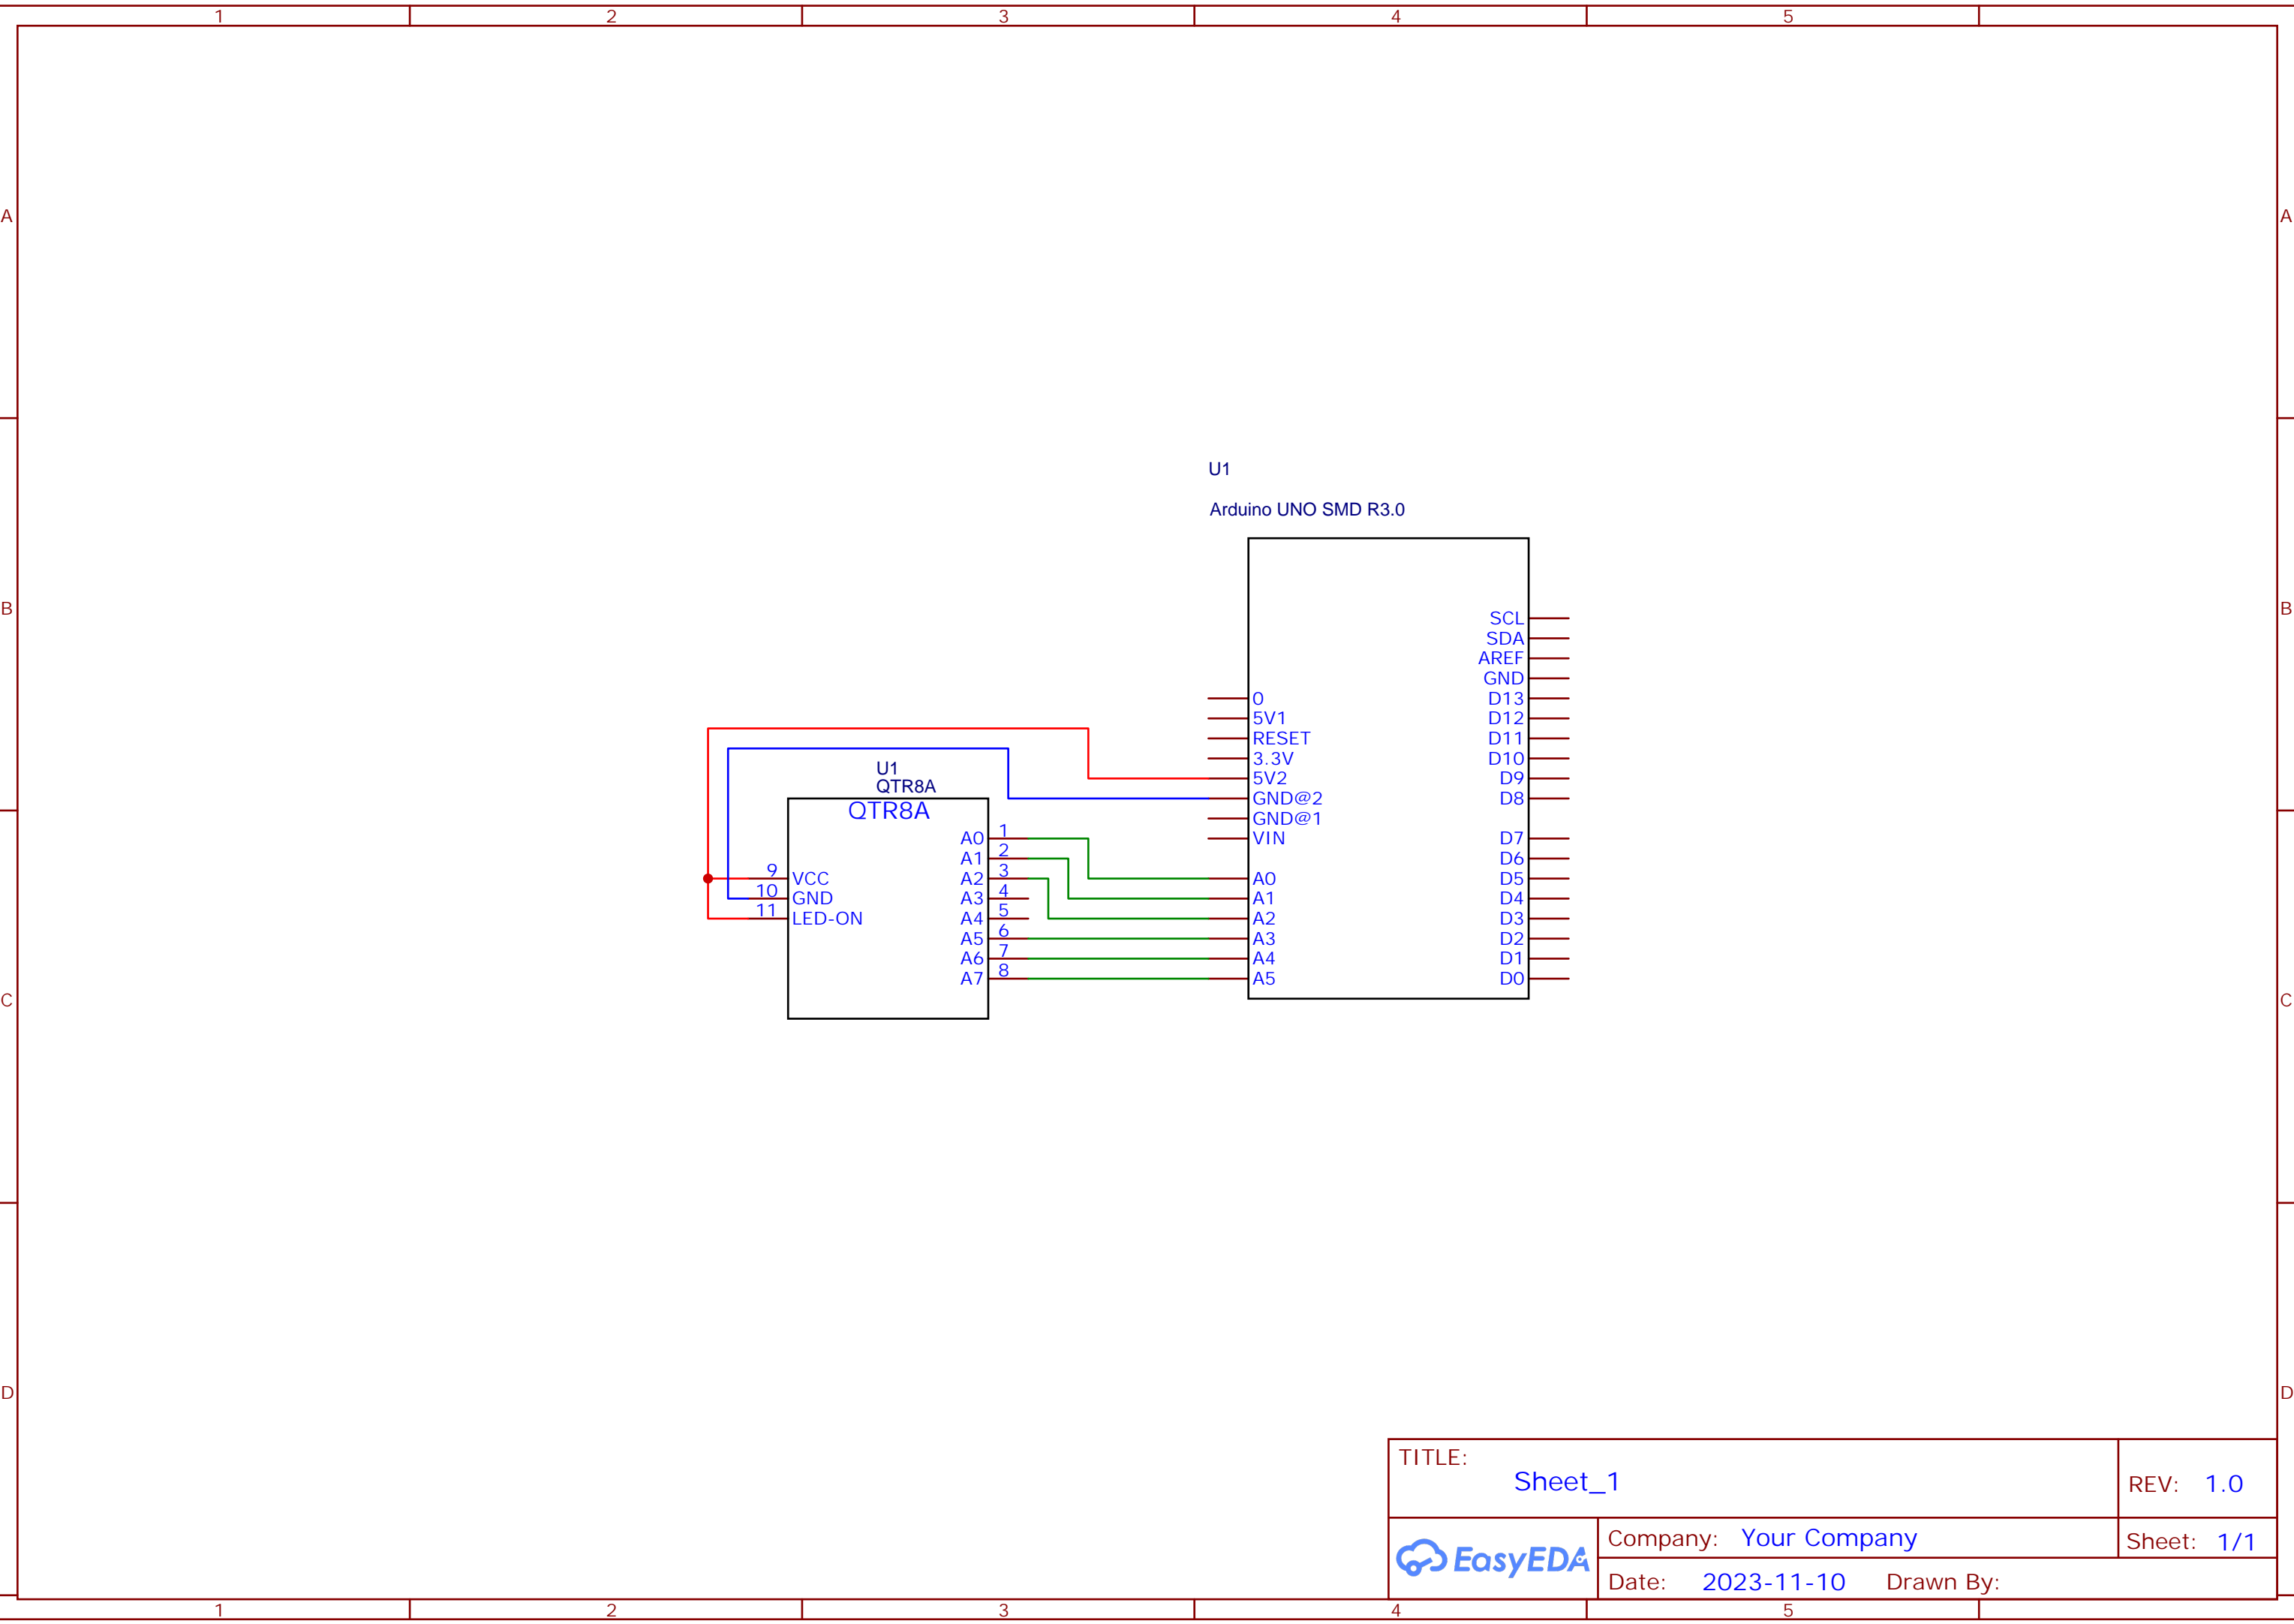 1 2 3 4 5
A A
B B
C C
D D
U1
Arduino UNO SMD R3.0
SCL
SDA
AREF
GND
0 D13
5V1 D12
RESET D11
3.3V D10
5V2 D9
GND@2 D8
GND@1
VIN D7
D6
A0 D5
A1 D4
A2 D3
A3 D2
A4 D1
A5 D0
U1
QTR8A
QTR8A
A0 1
A1 2
9 VCC A2 3
10 GND A3 4
11 LED-ON A4 5
A5 6
A6 7
A7 8
TITLE:
Sheet_1
REV: 1.0
EasyEDA
Company: Your Company
Sheet: 1/1
Date: 2023-11-10 Drawn By:
1 2 3 4 5